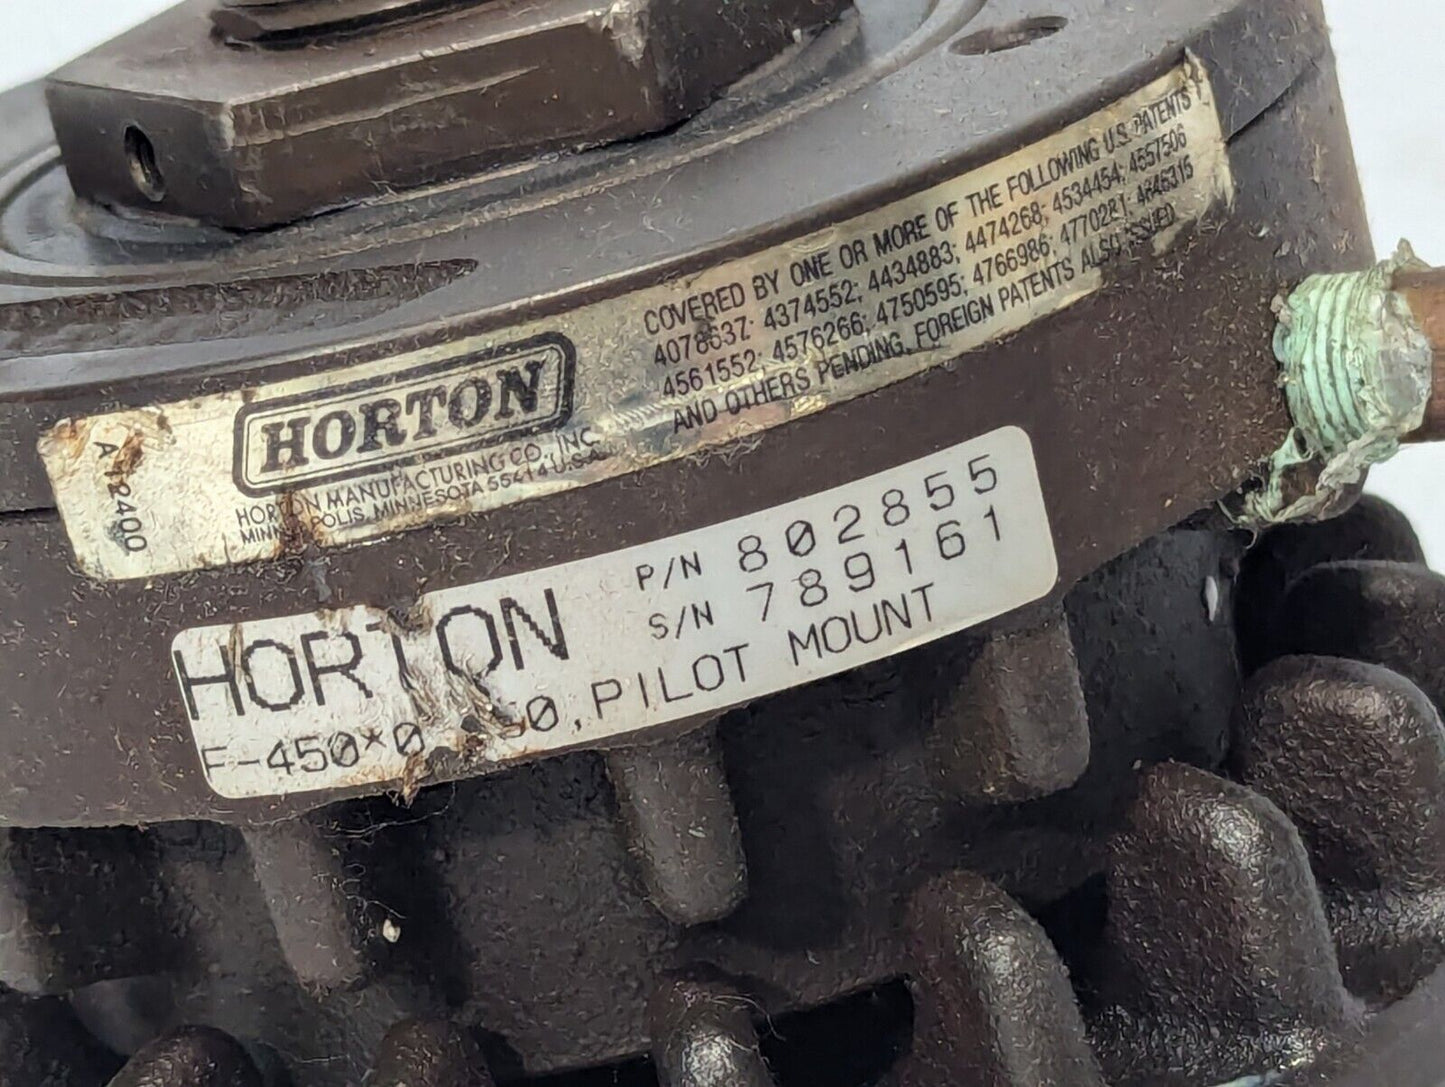 A 12400
HORTON
HORTON MANUFACTURING CO., INC.
MINNEAPOLIS, MINNESOTA 55414 U.S.A.
COVERED BY ONE OR MORE OF THE FOLLOWING U.S. PATENTS
4078637; 4374552; 4434883; 4474268; 4534454; 4557506
4561552; 4576266; 4750595; 4766986; 4770281; 4646315
AND OTHERS PENDING. FOREIGN PATENTS ALSO ISSUED
HORTON
P/N 802855
S/N 789161
PILOT MOUNT